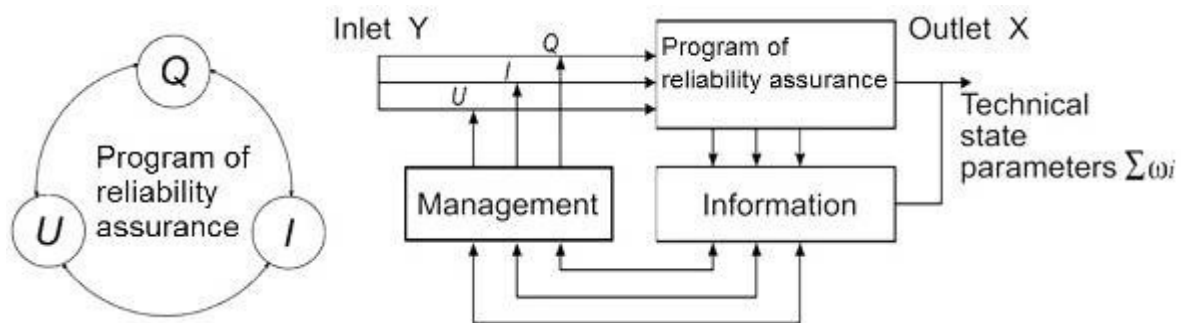 Q
Program of
reliability
assurance
U
I
Inlet Y
Q
I
U
Program of
reliability assurance
Outlet X
Technical
state
parameters ∑ωi
Management
Information